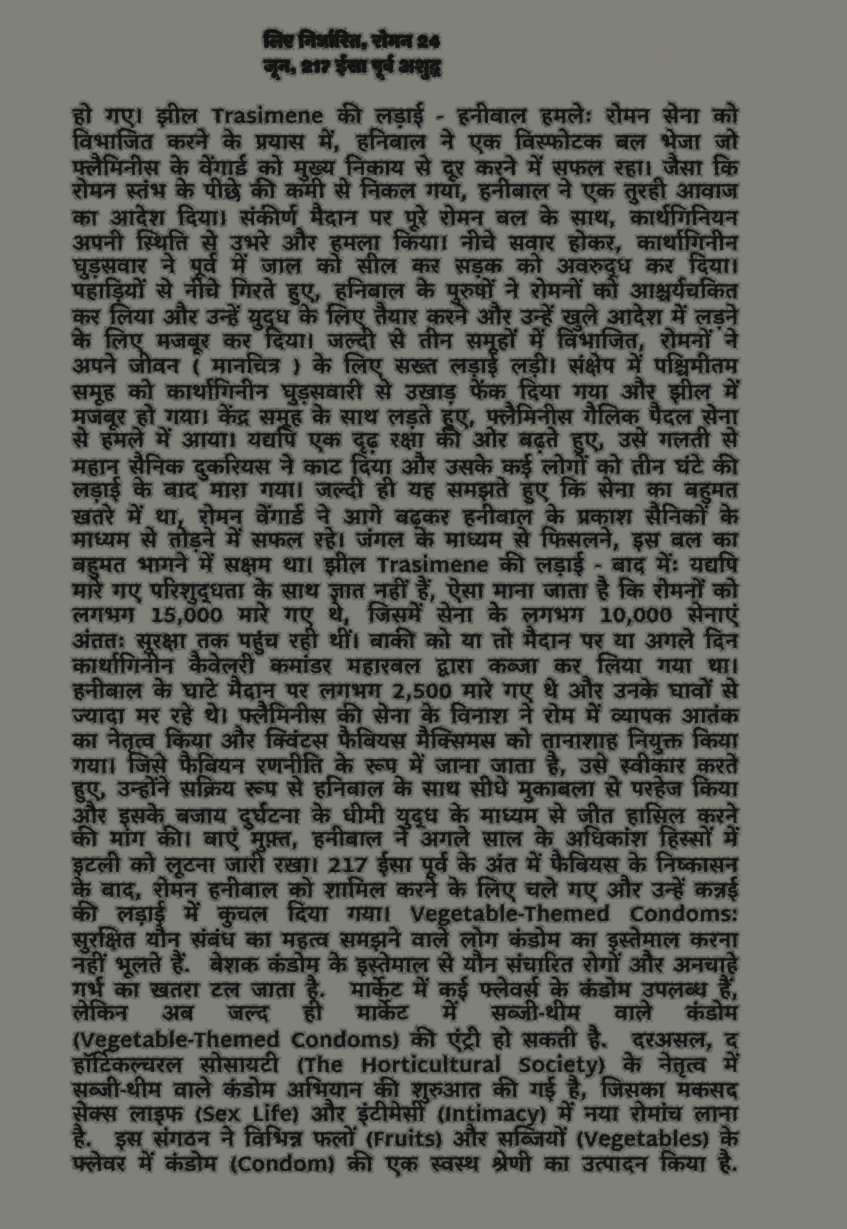 लिए निर्धारित, रोमन 24
जून, 217 ईसा पूर्व अशुद्ध
हो गए। झील Trasimene की लड़ाई - हनीबाल हमलेः रोमन सेना को
विभाजित करने के प्रयास में, हनिबाल ने एक विस्फोटक बल भेजा जो
फ्लैमिनीस के वेंगार्ड को मुख्य निकाय से दूर करने में सफल रहा। जैसा कि
रोमन स्तंभ के पीछे की कमी से निकल गया, हनीबाल ने एक तुरही आवाज
का आदेश दिया। संकीर्ण मैदान पर पूरे रोमन बल के साथ, कार्थगिनियन
अपनी स्थिति से उभरे और हमला किया। नीचे सवार होकर, कार्थागिनीन
घुड़सवार ने पूर्व में जाल को सील कर सड़क को अवरुद्ध कर दिया।
पहाड़ियों से नीचे गिरते हुए, हनिबाल के पुरुषों ने रोमनों को आश्चर्यचकित
कर लिया और उन्हें युद्ध के लिए तैयार करने और उन्हें खुले आदेश में लड़ने
के लिए मजबूर कर दिया। जल्दी से तीन समूहों में विभाजित, रोमनों ने
अपने जीवन ( मानचित्र ) के लिए सख्त लड़ाई लड़ी। संक्षेप में पश्चिमीतम
समूह को कार्थागिनीन घुड़सवारी से उखाड़ फेंक दिया गया और झील में
मजबूर हो गया। केंद्र समूह के साथ लड़ते हुए, फ्लैमिनीस गैलिक पैदल सेना
से हमले में आया। यद्यपि एक दृढ़ रक्षा की ओर बढ़ते हुए, उसे गलती से
महान सैनिक दुकरियस ने काट दिया और उसके कई लोगों को तीन घंटे की
लड़ाई के बाद मारा गया। जल्दी ही यह समझते हुए कि सेना का बहुमत
खतरे में था, रोमन वेंगार्ड ने आगे बढ़कर हनीबाल के प्रकाश सैनिकों के
माध्यम से तोड़ने में सफल रहे। जंगल के माध्यम से फिसलने, इस बल का
बहुमत भागने में सक्षम था। झील Trasimene की लड़ाई - बाद मेंः यद्यपि
मारे गए परिशुद्धता के साथ ज्ञात नहीं हैं, ऐसा माना जाता है कि रोमनों को
लगभग 15,000 मारे गए थे, जिसमें सेना के लगभग 10,000 सेनाएं
अंततः सुरक्षा तक पहुंच रही थीं। बाकी को या तो मैदान पर या अगले दिन
कार्थागिनीन कैवेलरी कमांडर महारबल द्वारा कब्जा कर लिया गया था।
हनीबाल के घाटे मैदान पर लगभग 2,500 मारे गए थे और उनके घावों से
ज्यादा मर रहे थे। फ्लैमिनीस की सेना के विनाश ने रोम में व्यापक आतंक
का नेतृत्व किया और क्विंटस फैबियस मैक्सिमस को तानाशाह नियुक्त किया
गया। जिसे फैबियन रणनीति के रूप में जाना जाता है, उसे स्वीकार करते
हुए, उन्होंने सक्रिय रूप से हनिबाल के साथ सीधे मुकाबला से परहेज किया
और इसके बजाय दुर्घटना के धीमी युद्ध के माध्यम से जीत हासिल करने
की मांग की। बाएं मुफ़्त, हनीबाल ने अगले साल के अधिकांश हिस्सों में
इटली को लूटना जारी रखा। 217 ईसा पूर्व के अंत में फैबियस के निष्कासन
के बाद, रोमन हनीबाल को शामिल करने के लिए चले गए और उन्हें कन्नई
की लड़ाई में कुचल दिया गया। Vegetable-Themed Condoms:
सुरक्षित यौन संबंध का महत्व समझने वाले लोग कंडोम का इस्तेमाल करना
नहीं भूलते हैं. बेशक कंडोम के इस्तेमाल से यौन संचारित रोगों और अनचाहे
गर्भ का खतरा टल जाता है. मार्केट में कई फ्लेवर्स के कंडोम उपलब्ध हैं,
लेकिन अब जल्द ही मार्केट में सब्जी-थीम वाले कंडोम
(Vegetable-Themed Condoms) की एंट्री हो सकती है. दरअसल, द
हॉर्टिकल्चरल सोसायटी (The Horticultural Society) के नेतृत्व में
सब्जी-थीम वाले कंडोम अभियान की शुरुआत की गई है, जिसका मकसद
सेक्स लाइफ (Sex Life) और इंटीमेसी (Intimacy) में नया रोमांच लाना
है. इस संगठन ने विभिन्न फलों (Fruits) और सब्जियों (Vegetables) के
फ्लेवर में कंडोम (Condom) की एक स्वस्थ श्रेणी का उत्पादन किया है.